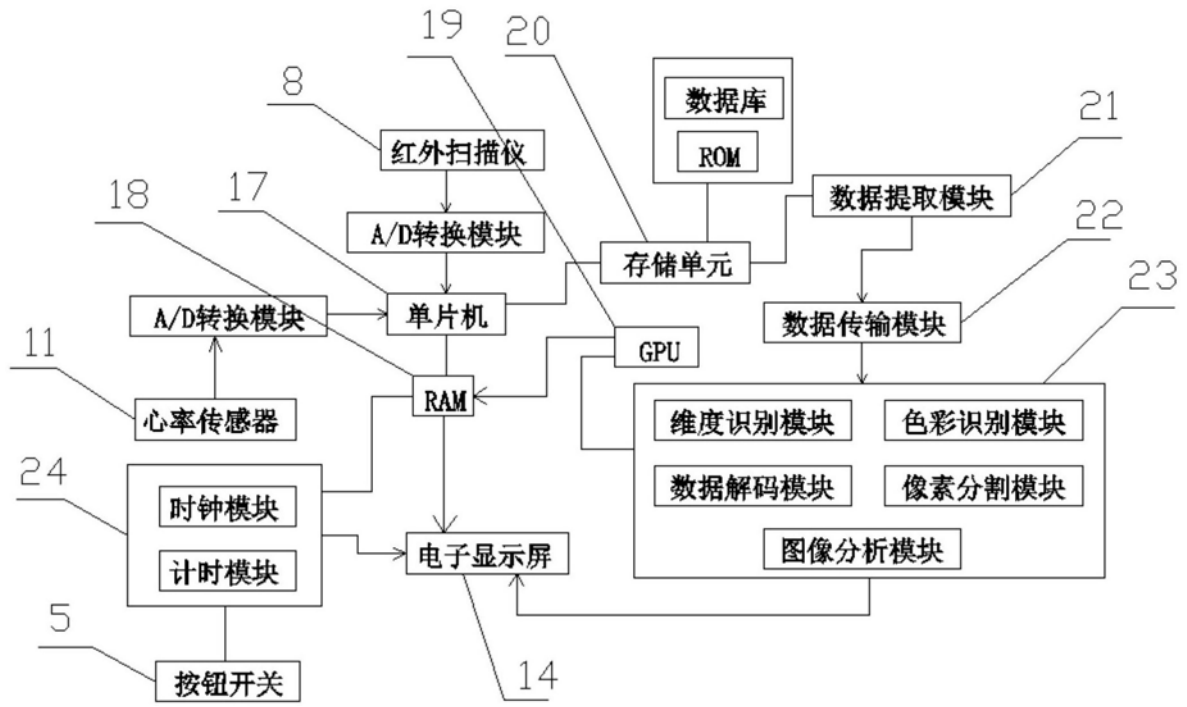 19
20
8
数据库
21
红外扫描仪
ROM
18
17
数据提取模块
A/D转换模块
22
存储单元
23
A/D转换模块
单片机
数据传输模块
GPU
11
RAM
心率传感器
维度识别模块
色彩识别模块
24
时钟模块
数据解码模块
像素分割模块
电子显示屏
图像分析模块
计时模块
5
14
按钮开关